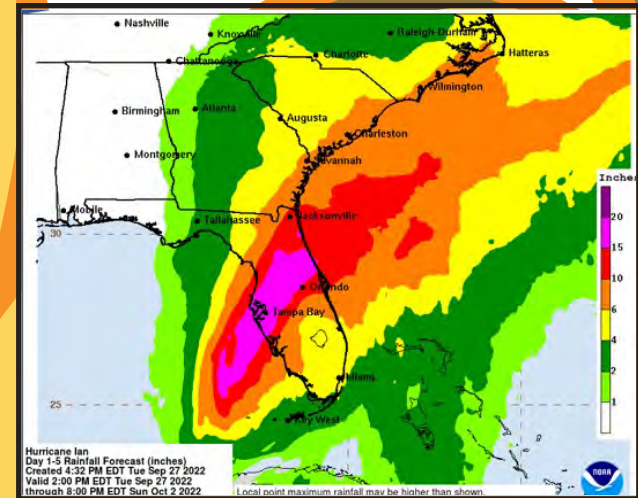 Nashville
Knoxville
Raleigh-Durham
Chattanooga
Charlotte
Hatteras
Wilmington
Birmingham
Atlanta
Augusta
Charleston
Montgomery
Savannah
Inches
Mobile
Tallahassee
Jacksonville
20
30
15
Orlando
10
Tampa Bay
6
4
2
25
Miami
1
Key West
Hurricane Ian
Day 1-5 Rainfall Forecast (inches)
Created 4:32 PM EDT Tue Sep 27 2022
Valid 2:00 PM EDT Tue Sep 27 2022
through 8:00 PM EDT Sun Oct 2 2022
Local point maximum rainfall may be higher than shown.
NOAA